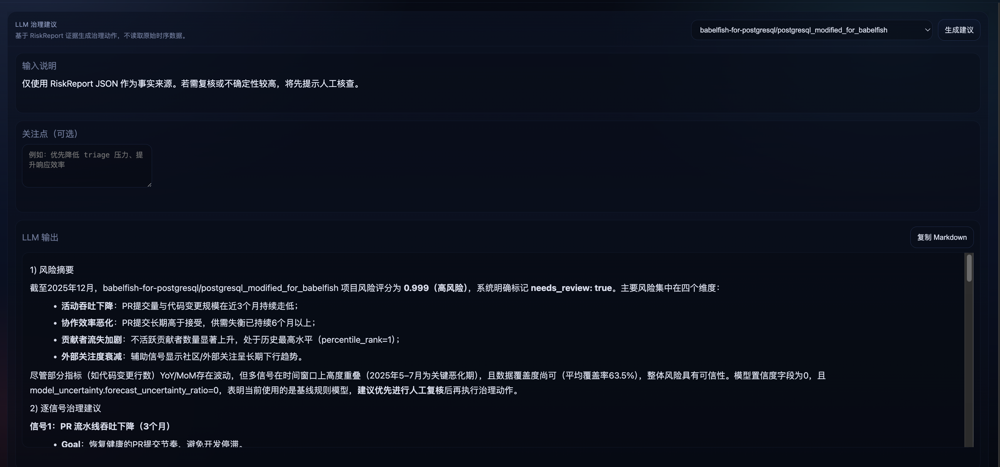 LLM 治理建议
基于 RiskReport 证据生成治理动作，不读取原始时序数据。
babelfish-for-postgresql/postgresql_modified_for_babelfish
生成建议
输入说明
仅使用 RiskReport JSON 作为事实来源。若需复核或不确定性较高，将先提示人工核查。
关注点（可选）
例如：优先降低 triage 压力、提
升响应效率
LLM 输出
复制 Markdown
1) 风险摘要
截至2025年12月，babelfish-for-postgresql/postgresql_modified_for_babelfish 项目风险评分为 0.999（高风险），系统明确标记 needs_review: true。主要风险集中在四个维度：
• 活动吞吐下降：PR提交量与代码变更规模在近3个月持续走低；
• 协作效率恶化：PR提交长期高于接受，供需失衡已持续6个月以上；
• 贡献者流失加剧：不活跃贡献者数量显著上升，处于历史最高水平（percentile_rank=1）；
• 外部关注度衰减：辅助信号显示社区/外部关注呈长期下行趋势。
尽管部分指标（如代码变更行数）YoY/MoM存在波动，但多信号在时间窗口上高度重叠（2025年5–7月为关键恶化期），且数据覆盖度尚可（平均覆盖率63.5%），整体风险具有可信性。模型置信度字段为0，且
model_uncertainty.forecast_uncertainty_ratio=0，表明当前使用的是基线规则模型，建议优先进行人工复核后再执行治理动作。
2) 逐信号治理建议
信号1：PR 流水线吞吐下降（3个月）
• Goal：恢复健康的PR提交节奏，避免开发停滞。